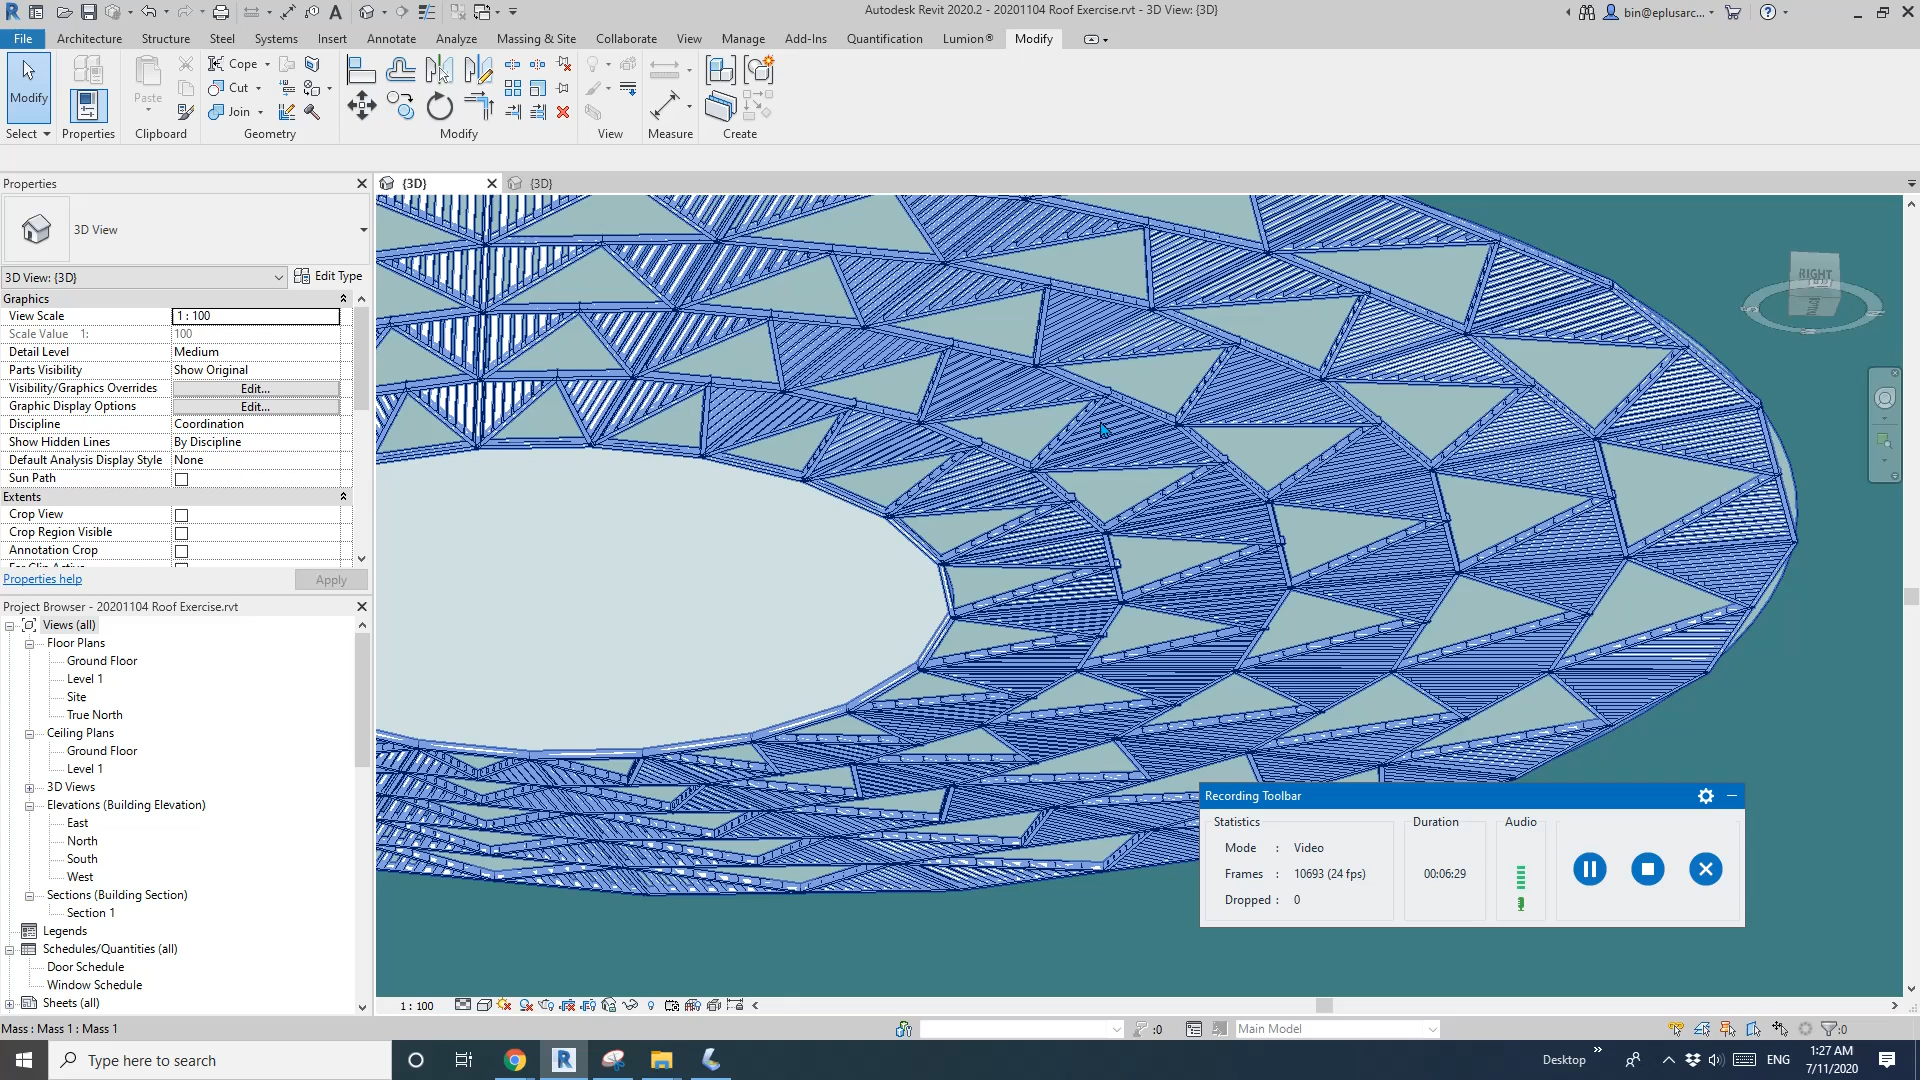 Autodesk Revit 2020.2 - 20201104 Roof Exercise.rvt - 3D View: {3D}
bin@eplusarc...
File Architecture Structure Steel Systems Insert Annotate Analyze Massing & Site Collaborate View Manage Add-Ins Quantification Lumion® Modify
Cope
Cut
Join
Modify
Paste
Select Properties Clipboard Geometry Modify View Measure Create
Properties
{3D}
{3D}
3D View
3D View: {3D} Edit Type
Graphics
View Scale 1 : 100
Scale Value 1: 100
Detail Level Medium
Parts Visibility Show Original
Visibility/Graphics Overrides Edit...
Graphic Display Options Edit...
Discipline Coordination
Show Hidden Lines By Discipline
Default Analysis Display Style None
Sun Path
Extents
Crop View
Crop Region Visible
Annotation Crop
Properties help Apply
Project Browser - 20201104 Roof Exercise.rvt
Views (all)
Floor Plans
Ground Floor
Level 1
Site
True North
Ceiling Plans
Ground Floor
Level 1
3D Views
Elevations (Building Elevation)
East
North
South
West
Sections (Building Section)
Section 1
Legends
Schedules/Quantities (all)
Door Schedule
Window Schedule
Sheets (all)
RIGHT
Recording Toolbar
Statistics Duration Audio
Mode : Video
Frames : 10693 (24 fps) 00:06:29
Dropped : 0
1 : 100
Mass : Mass 1 : Mass 1
:0
Main Model
:0
Type here to search
Desktop
ENG
1:27 AM
7/11/2020